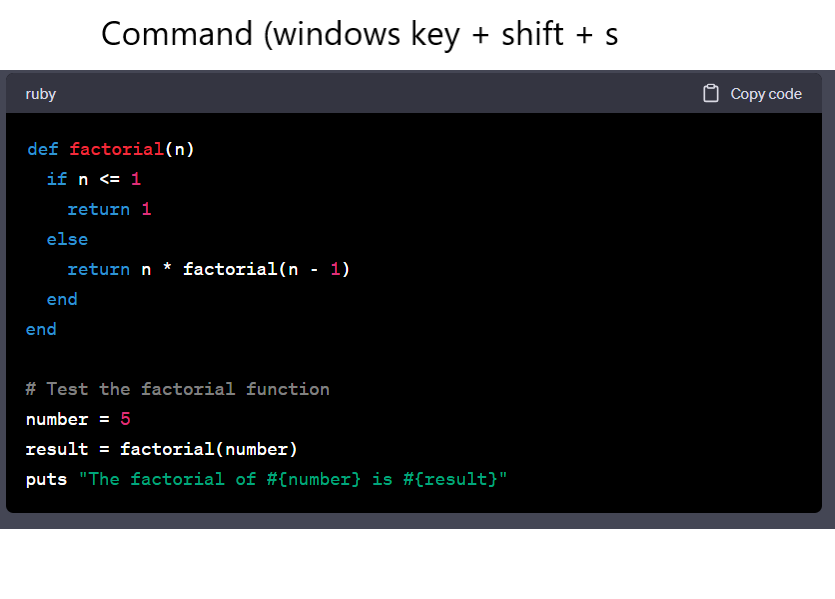 Command (windows key + shift + s
ruby
Copy code
def factorial(n)
if n <= 1
return 1
else
return n * factorial(n - 1)
end
end
# Test the factorial function
number = 5
result = factorial(number)
puts "The factorial of #{number} is #{result}"